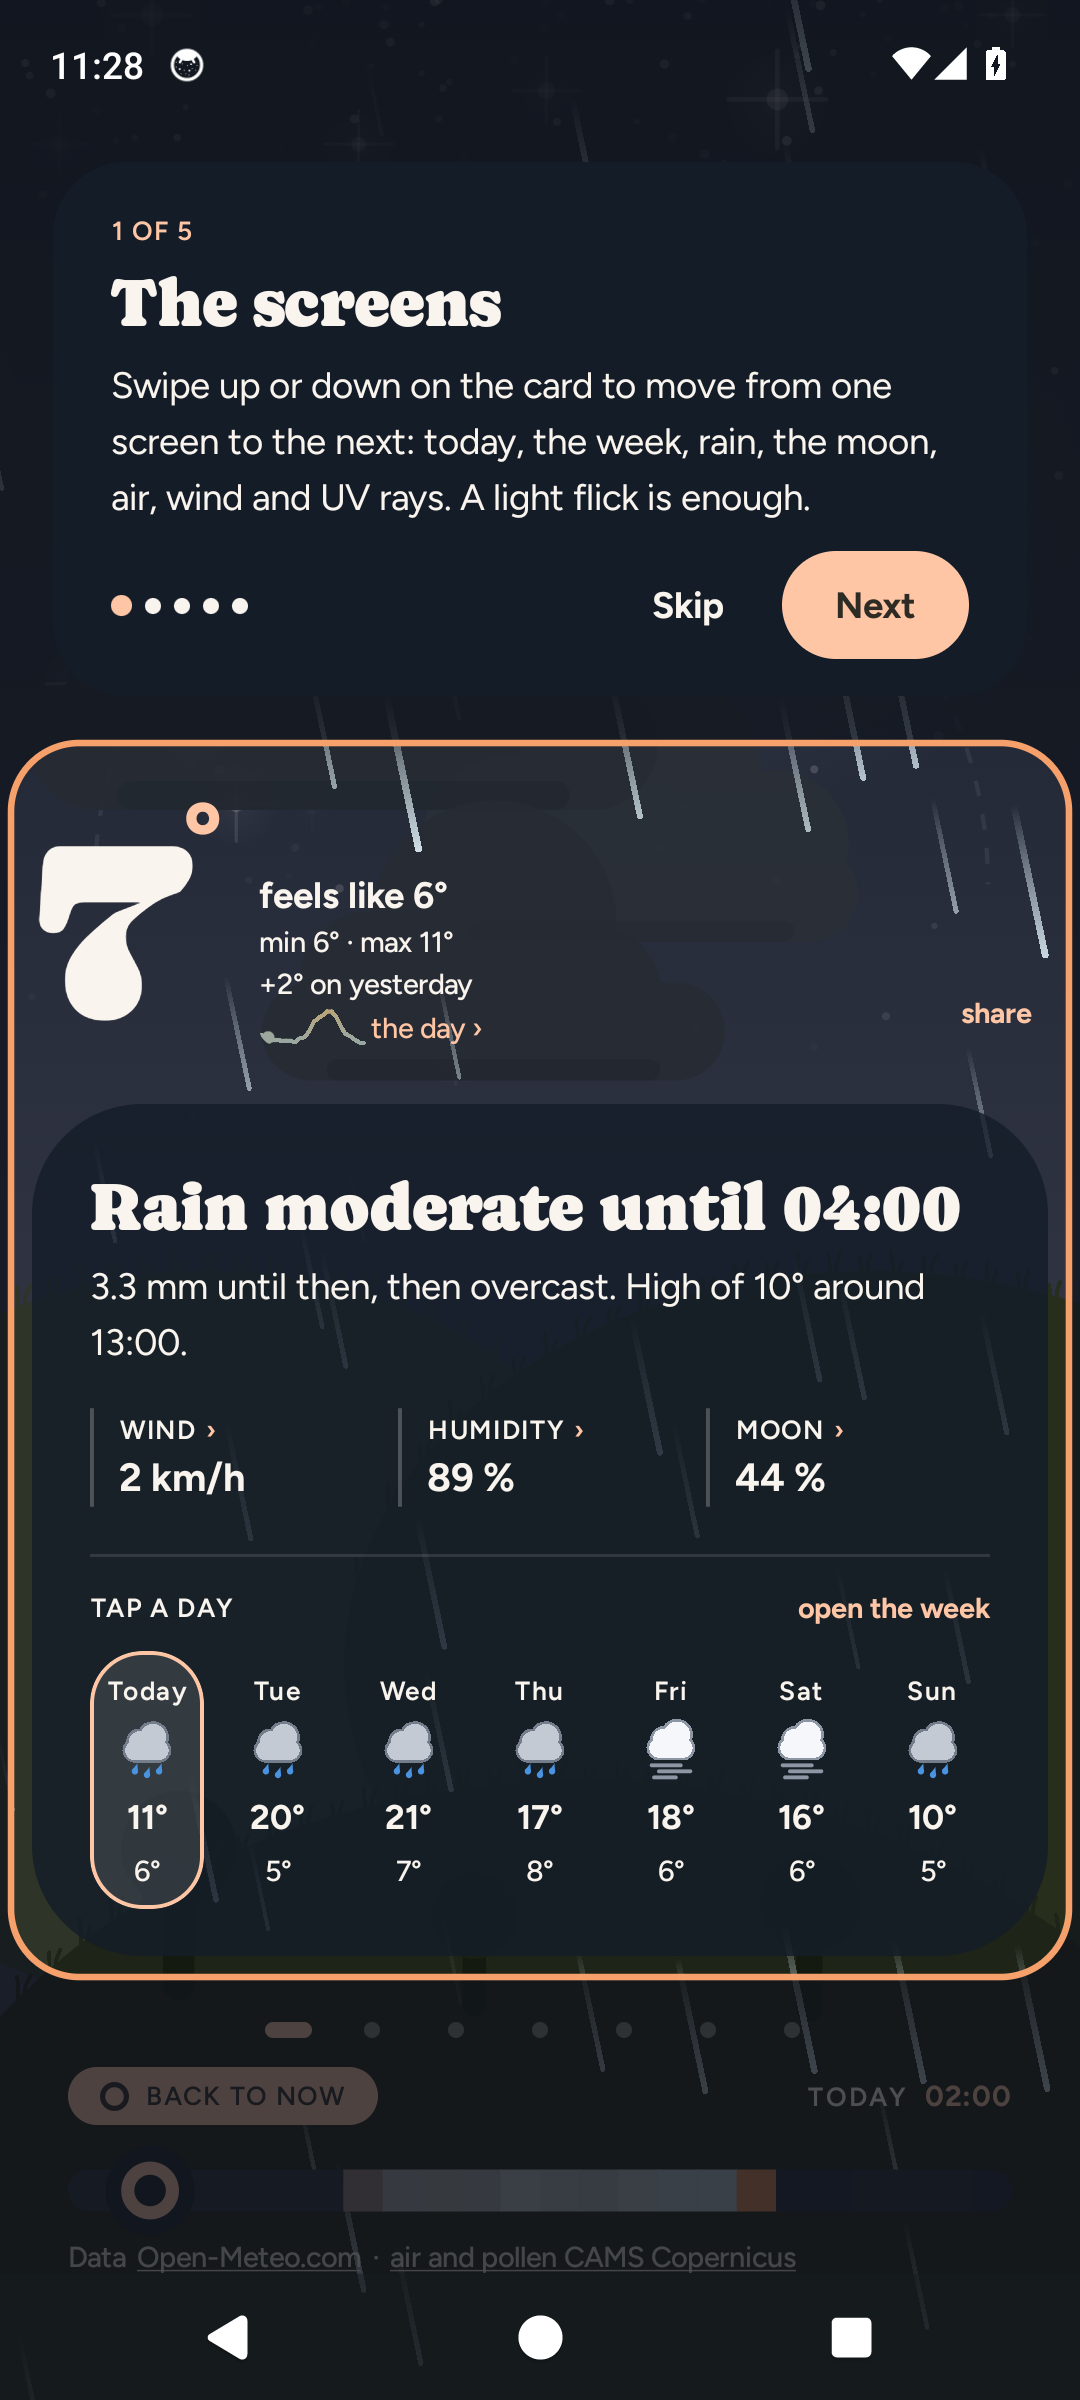 11:28
1 OF 5
The screens
Swipe up or down on the card to move from one
screen to the next: today, the week, rain, the moon,
air, wind and UV rays. A light flick is enough.
Skip
Next
7°
feels like 6°
min 6° · max 11°
+2° on yesterday
the day ›
share
Rain moderate until 04:00
3.3 mm until then, then overcast. High of 10° around
13:00.
WIND ›
HUMIDITY ›
MOON ›
2 km/h
89 %
44 %
TAP A DAY
open the week
Today
Tue
Wed
Thu
Fri
Sat
Sun
11°
20°
21°
17°
18°
16°
10°
6°
5°
7°
8°
6°
6°
5°
BACK TO NOW
TODAY 02:00
Data Open-Meteo.com · air and pollen CAMS Copernicus